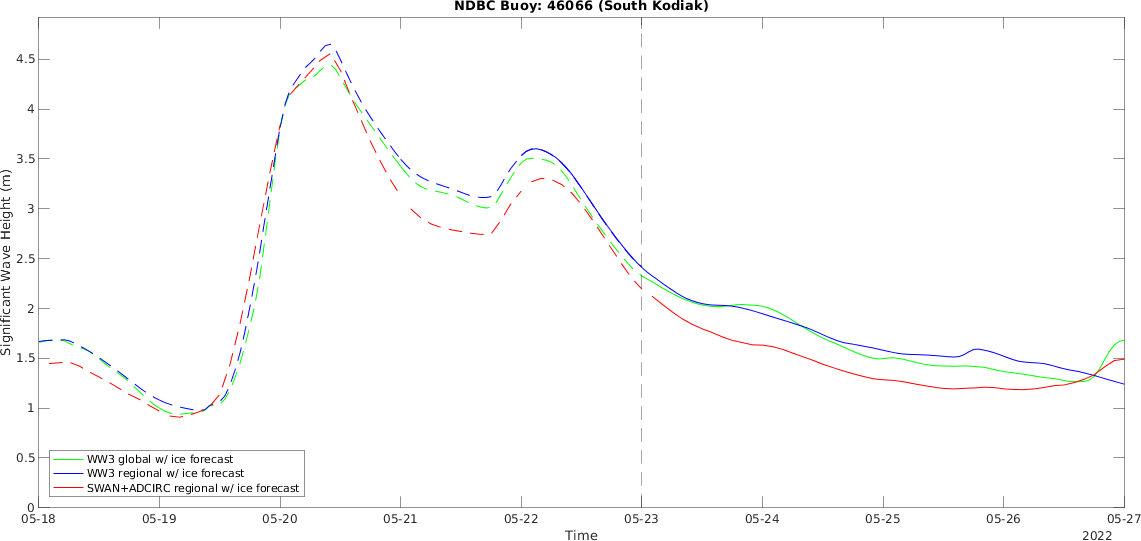 NDBC Buoy: 46066 (South Kodiak)
Significant Wave Height (m)
4.5
4
3.5
3
2.5
2
1.5
1
0.5
0
WW3 global w/ ice forecast
WW3 regional w/ ice forecast
SWAN+ADCIRC regional w/ ice forecast
05-18 05-19 05-20 05-21 05-22 05-23 05-24 05-25 05-26 05-27
Time
2022